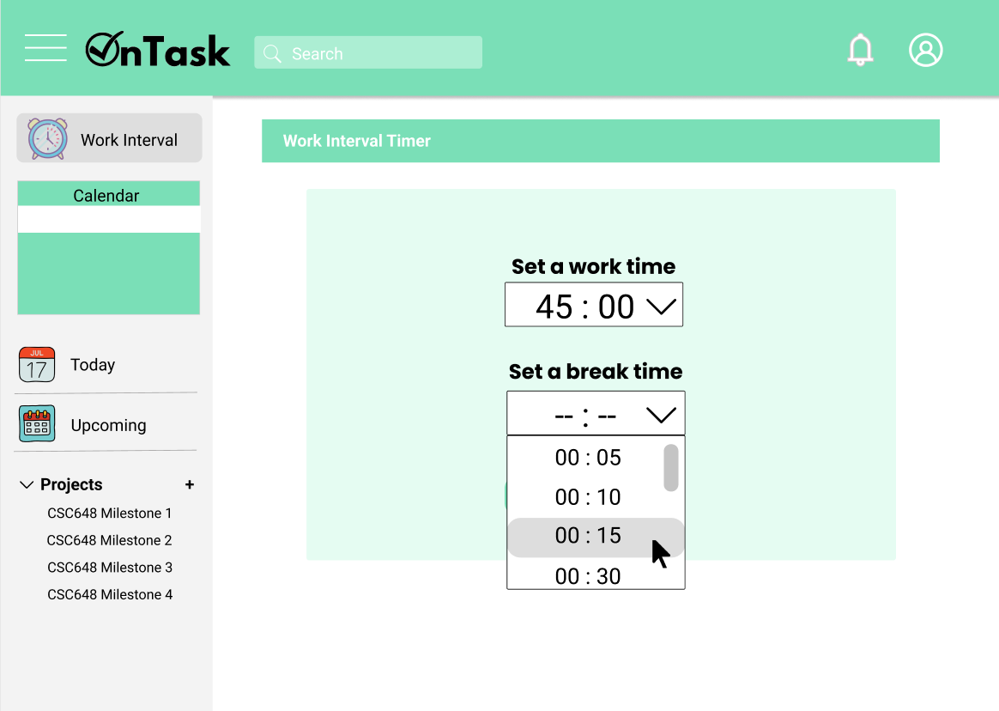 OnTask
Search
Work Interval
Calendar
JUL
17
Today
Upcoming
Projects +
CSC648 Milestone 1
CSC648 Milestone 2
CSC648 Milestone 3
CSC648 Milestone 4
Work Interval Timer
Set a work time
45 : 00
Set a break time
-- : --
00 : 05
00 : 10
00 : 15
00 : 30